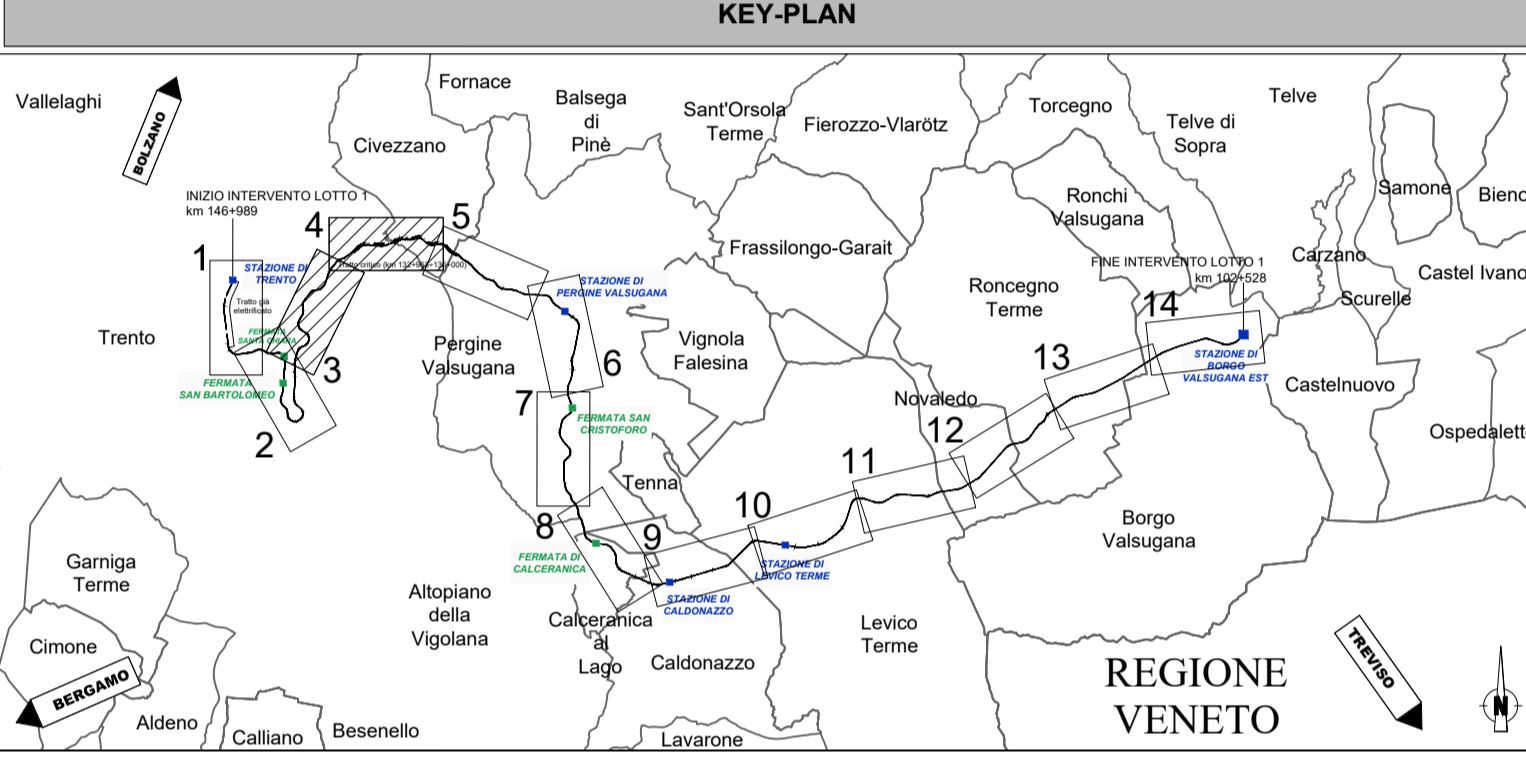 KEY-PLAN
Vallelaghi
BOLZANO
Fornace
Balsega
di
Pinè
Civezzano
Sant'Orsola
Terme
Fierozzo-Vlarötz
Torcegno
Telve
Telve di
Sopra
Samone
INIZIO INTERVENTO LOTTO 1
km 146+989
4
5
Ronchi
Valsugana
Frassilongo-Garait
1
STAZIONE DI
TRENTO
Carzano
FINE INTERVENTO LOTTO 1
km 102+528
Castel Ivano
Scurelle
Tratto già
elettrificato
STAZIONE DI
PERGINE VALSUGANA
Roncegno
Terme
14
Trento
FERMATA
SANTA CHIARA
Pergine
Valsugana
Vignola
Falesina
6
13
STAZIONE DI
BORGO
VALSUGANA EST
3
FERMATA
SAN BARTOLOMEO
Castelnuovo
7
Novaledo
FERMATA SAN
CRISTOFORO
2
12
11
Tenna
10
8
9
Borgo
Valsugana
FERMATA DI
CALCERANICA
STAZIONE DI
LEVICO TERME
Garniga
Terme
Altopiano
della
Vigolana
STAZIONE DI
CALDONAZZO
Calceranica
al
Lago
Levico
Terme
Cimone
Caldonazzo
TREVISO
BERGAMO
REGIONE
VENETO
N
Aldeno
Calliano
Besenello
Lavarone